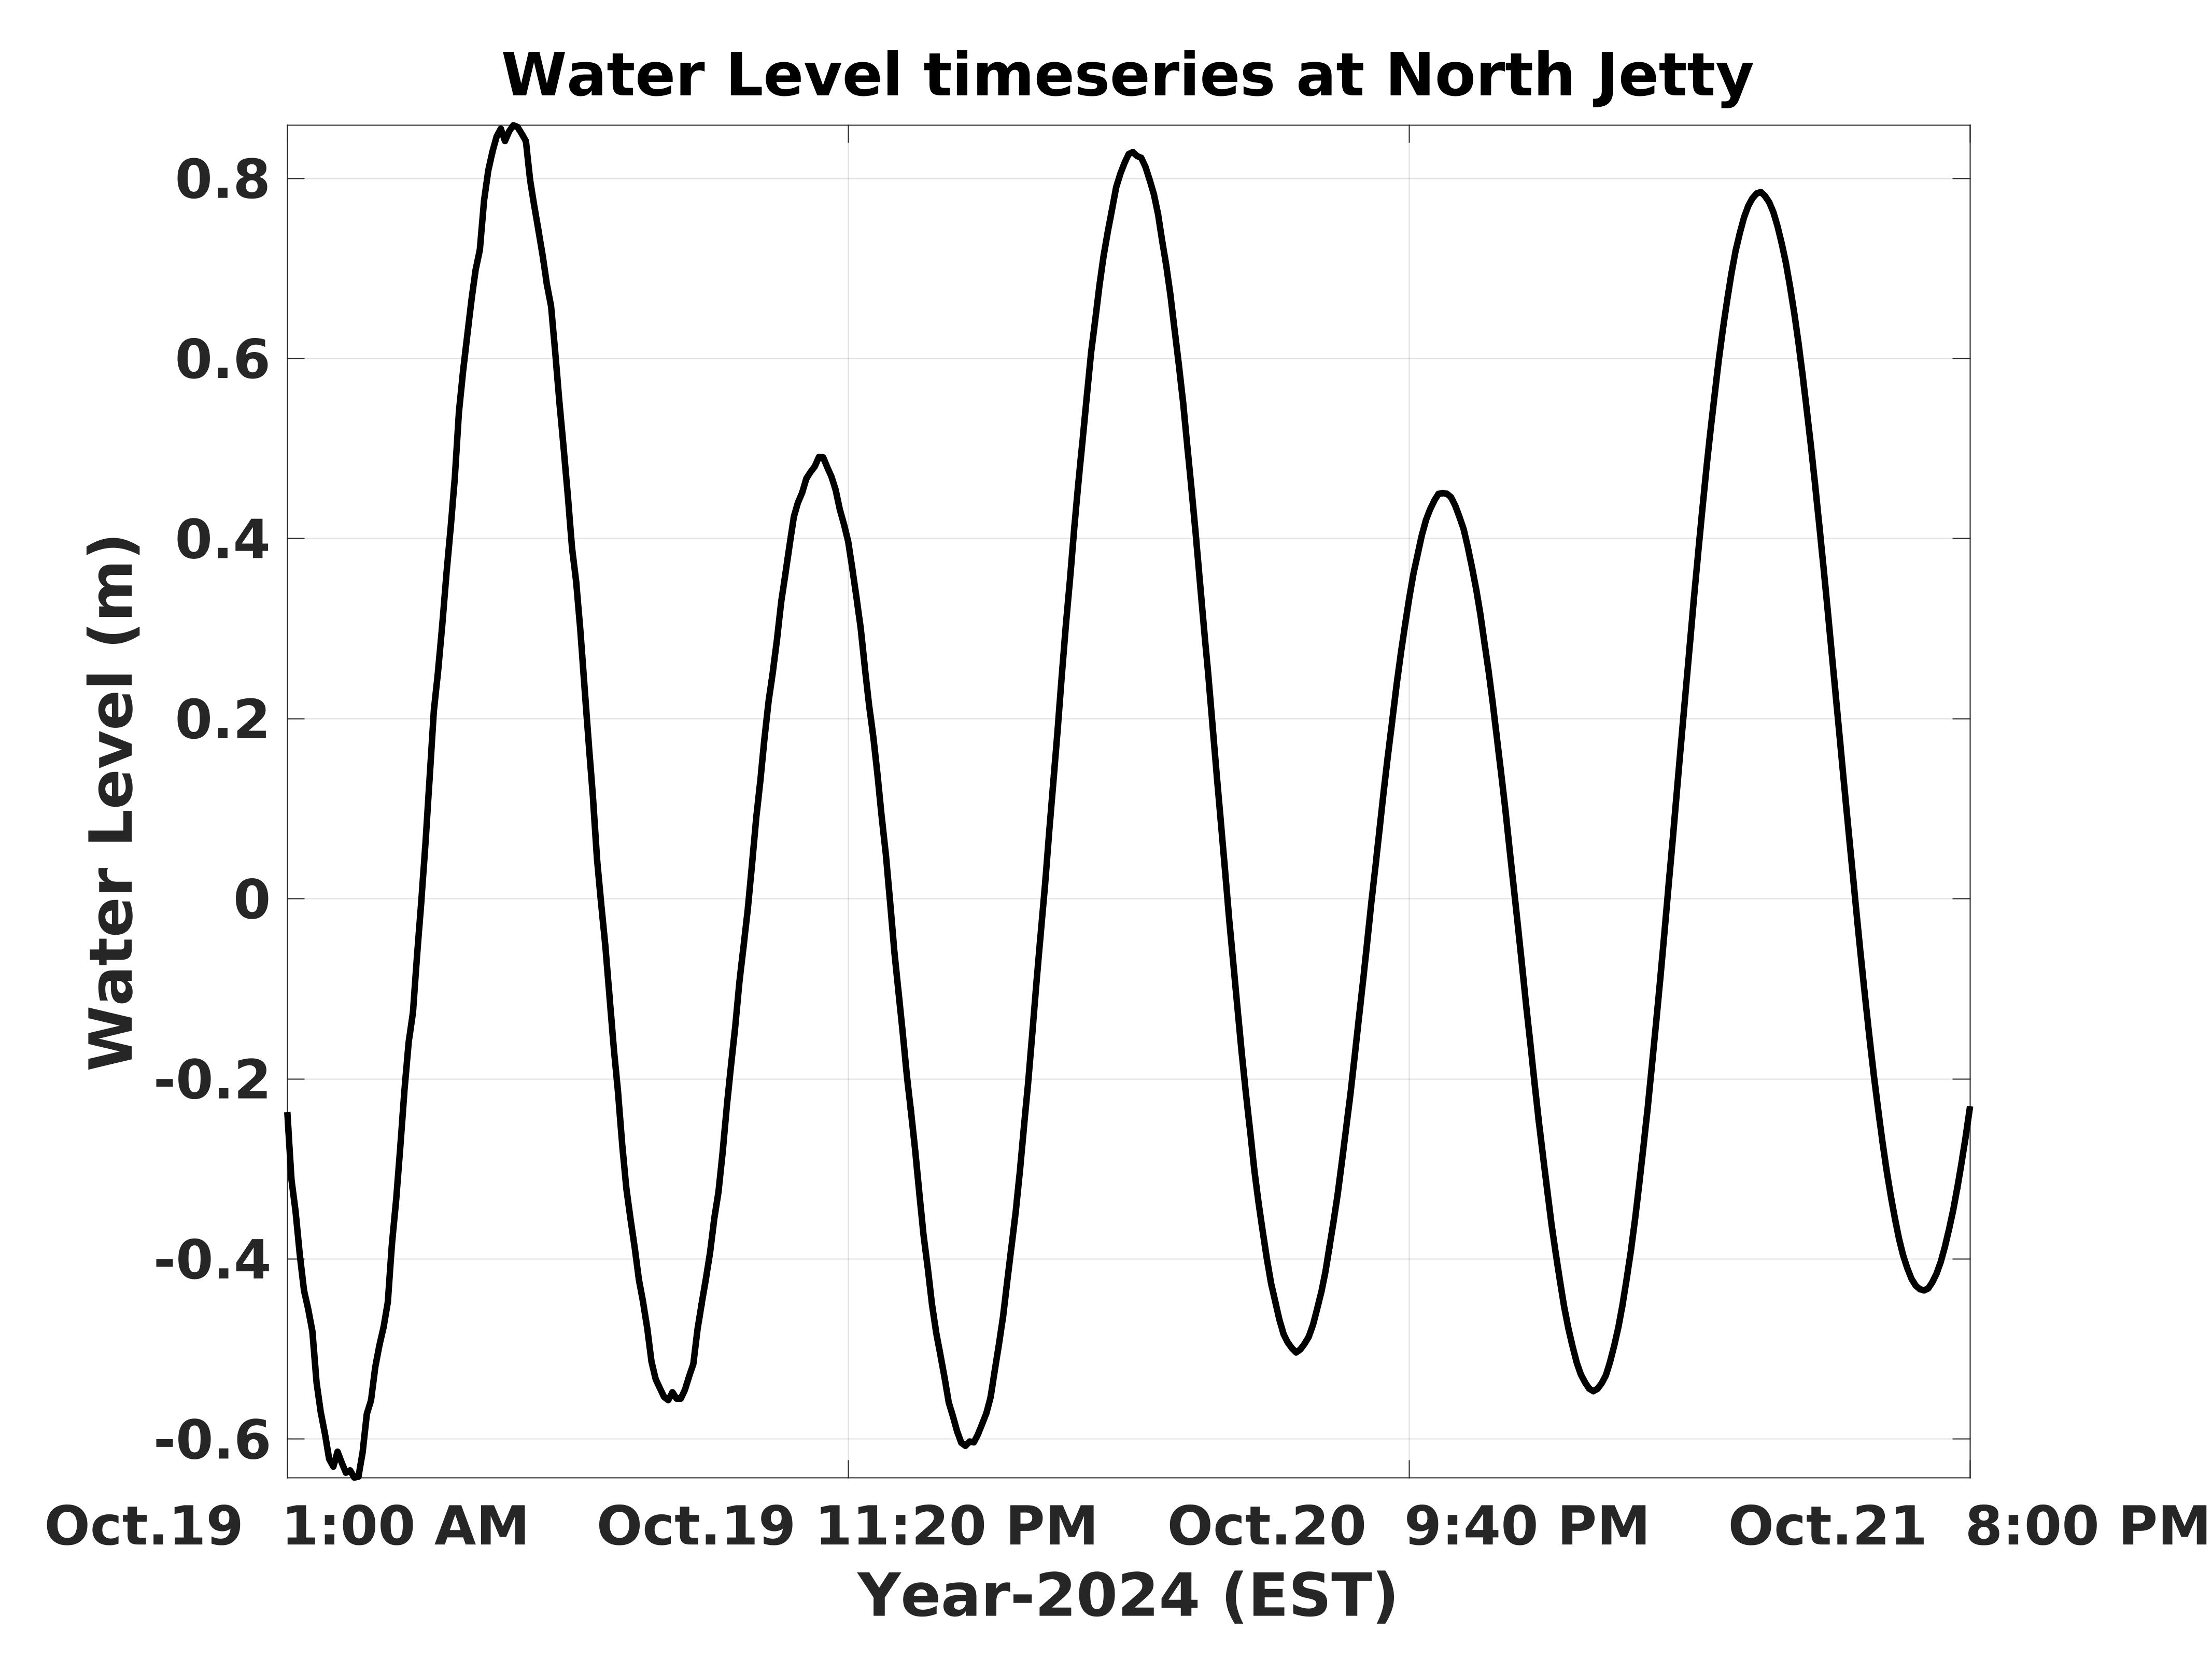 Water Level timeseries at North Jetty
Water Level (m)
0.8
0.6
0.4
0.2
0
-0.2
-0.4
-0.6
Oct.19 1:00 AM Oct.19 11:20 PM Oct.20 9:40 PM Oct.21 8:00 PM
Year-2024 (EST)